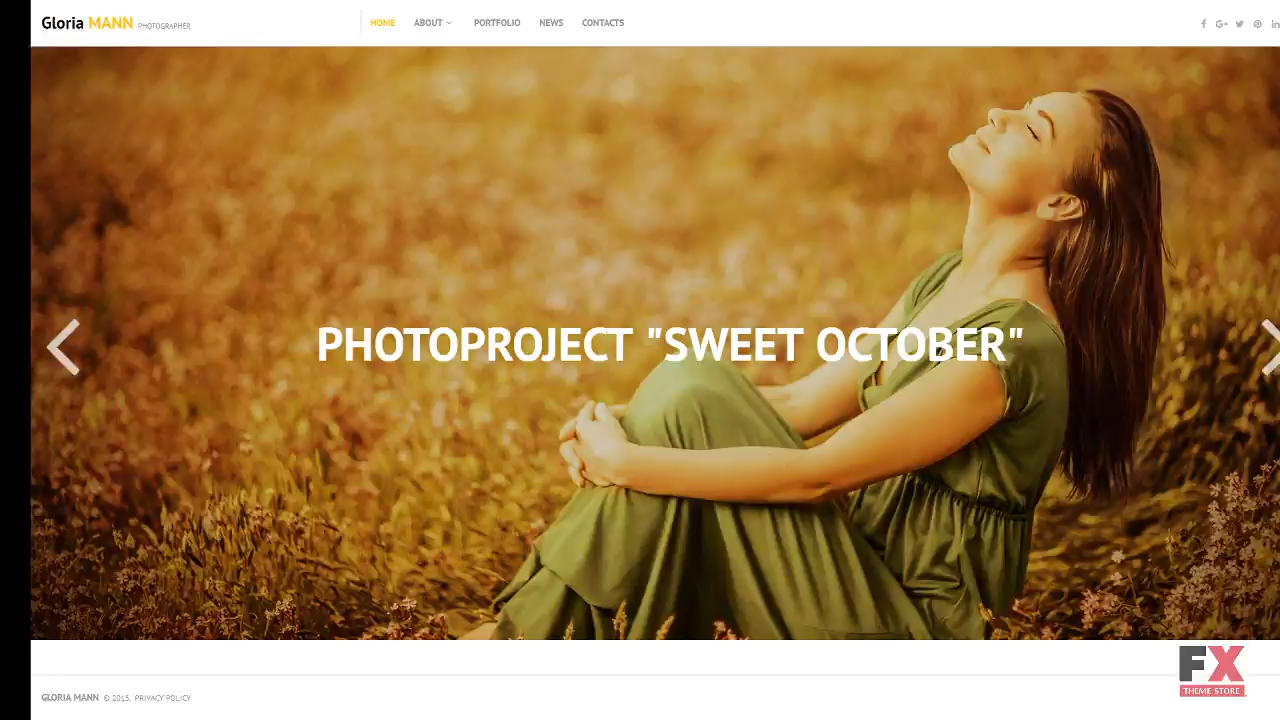 Gloria MANN PHOTOGRAPHER
HOME ABOUT PORTFOLIO NEWS CONTACTS
PHOTOPROJECT "SWEET OCTOBER"
FX
THEME STORE
GLORIA MANN © 2015. PRIVACY POLICY